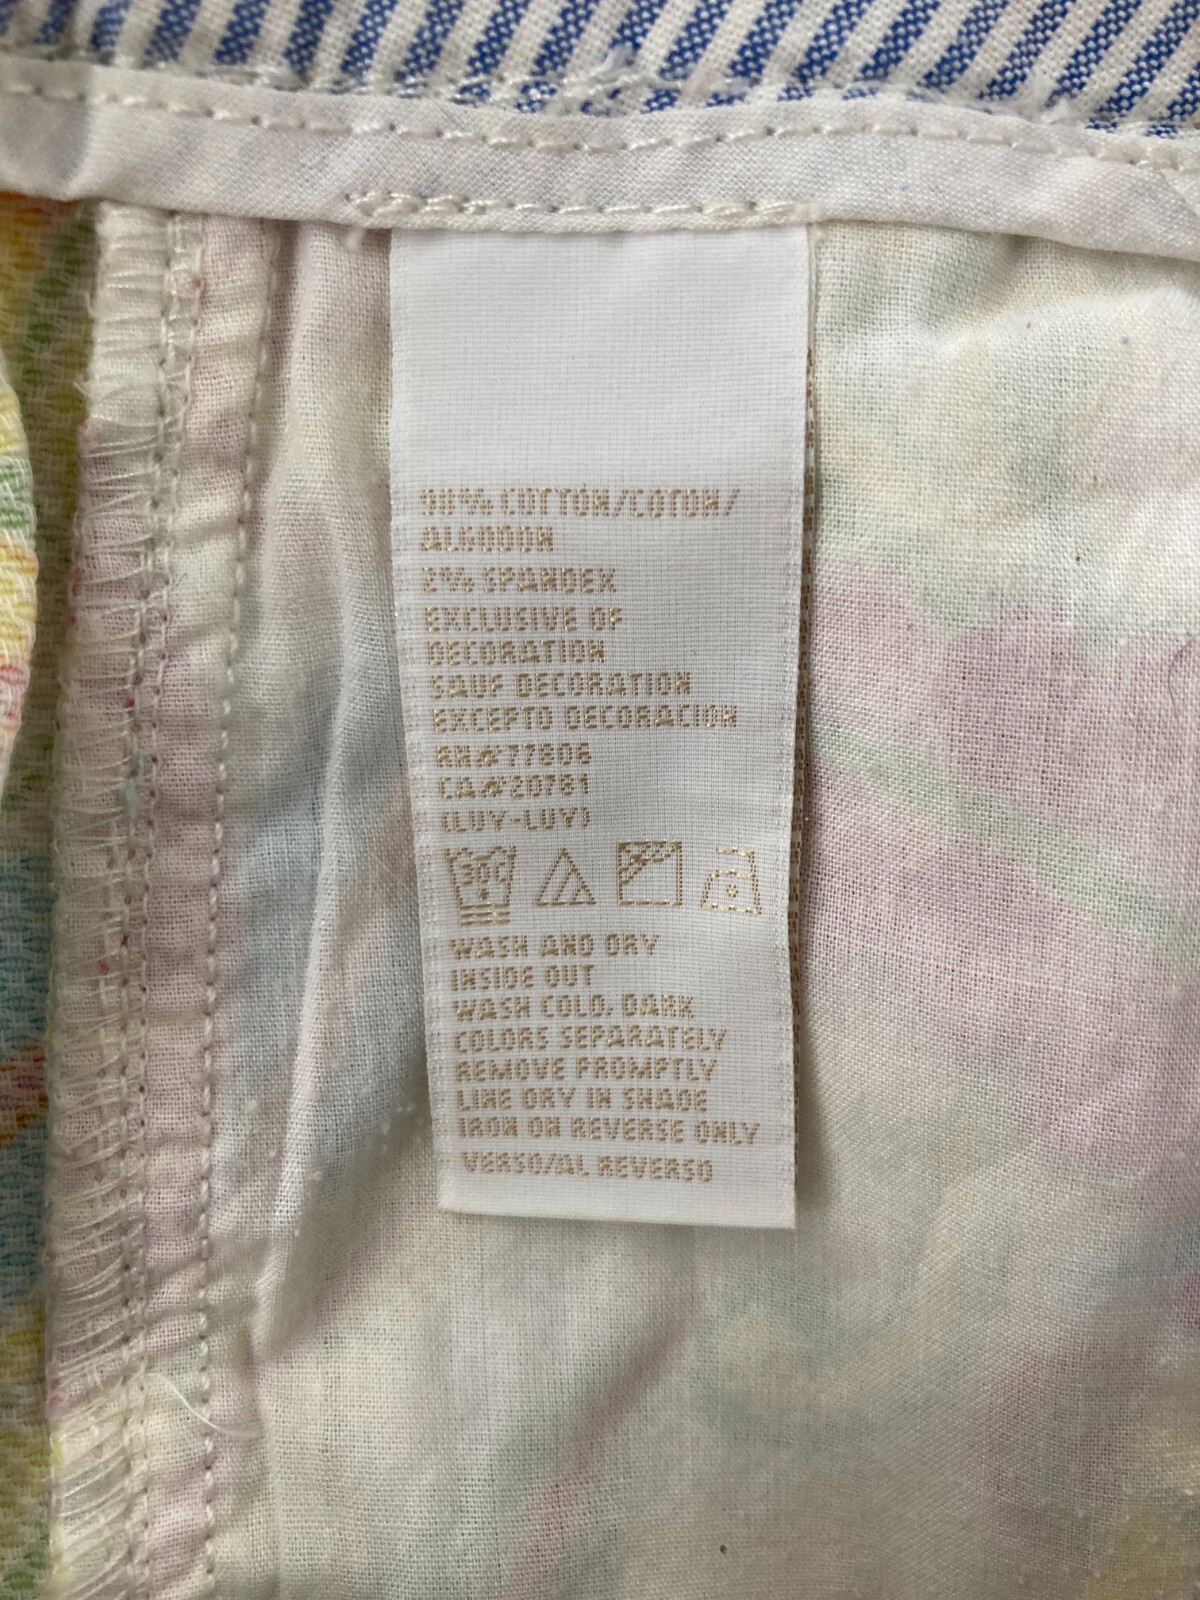 98% COTTON/COTON/
ALGODON
2% SPANDEX
EXCLUSIVE OF
DECORATION
SAUF DECORATION
EXCEPTO DECORACION
RN#77806
CA#20781
(LUY-LUY)
30C
WASH AND DRY
INSIDE OUT
WASH COLD, DARK
COLORS SEPARATELY
REMOVE PROMPTLY
LINE DRY IN SHADE
IRON ON REVERSE ONLY
VERSO/AL REVERSO